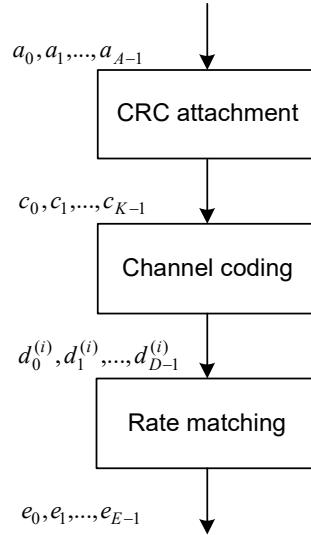 a_0, a_1,..., a_{A-1}
CRC attachment
c_0, c_1,..., c_{K-1}
Channel coding
d_0^{(i)}, d_1^{(i)},..., d_{D-1}^{(i)}
Rate matching
e_0, e_1,..., e_{E-1}